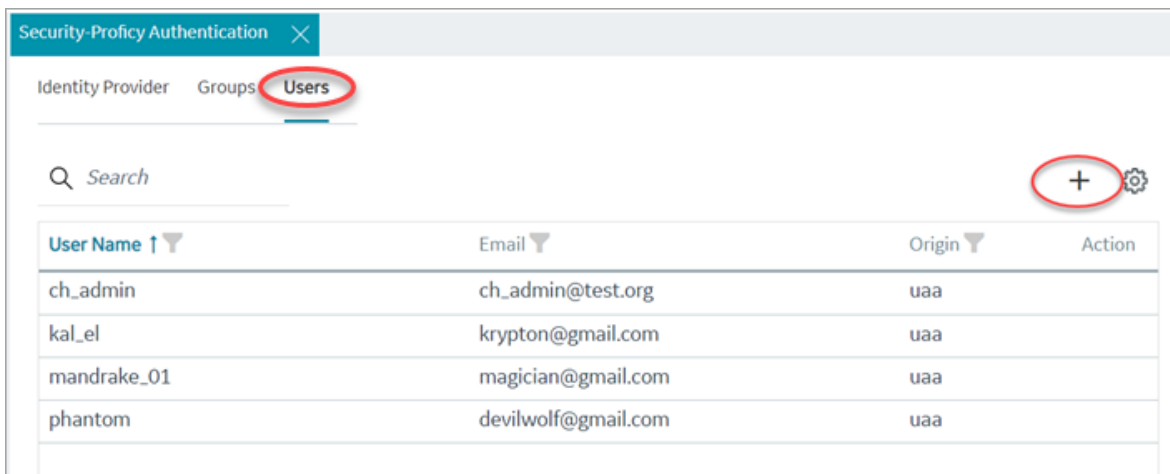 Security-Proficy Authentication
Identity Provider Groups Users
Search
User Name Email Origin Action
ch_admin ch_admin@test.org uaa
kal_el krypton@gmail.com uaa
mandrake_01 magician@gmail.com uaa
phantom devilwolf@gmail.com uaa